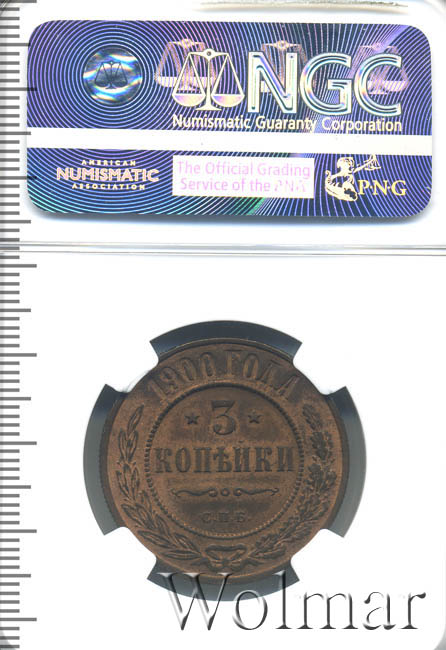 NGC
Numismatic Guaranty Corporation
AMERICAN
NUMISMATIC
ASSOCIATION
The Official Grading
Service of the PNG
PNG
1900 ГОДА
3
КОПѢЙКИ
С.П.Б.
Wolmar